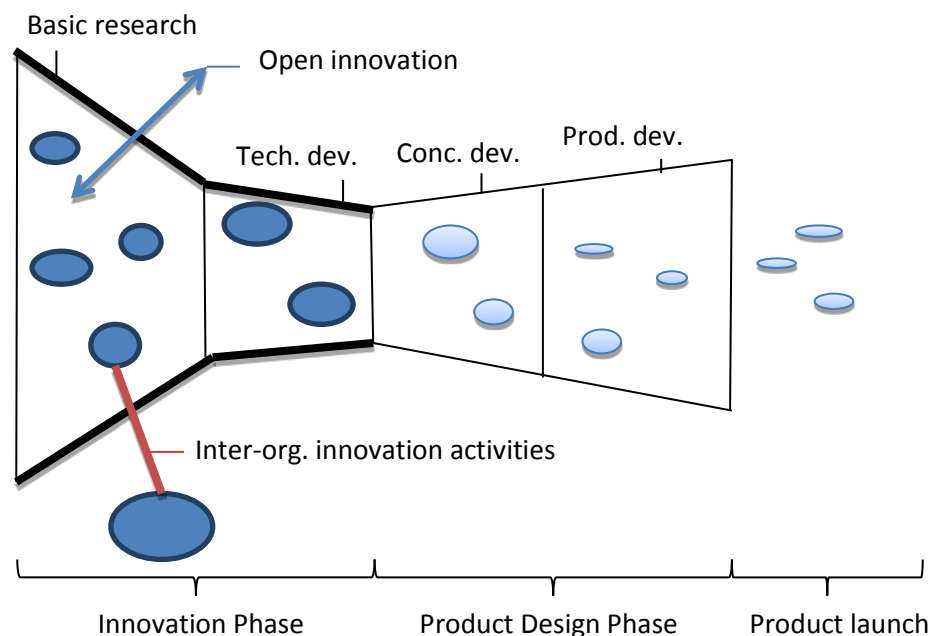 Basic research
Open innovation
Tech. dev.
Conc. dev.
Prod. dev.
Inter-org. innovation activities
Innovation Phase
Product Design Phase
Product launch